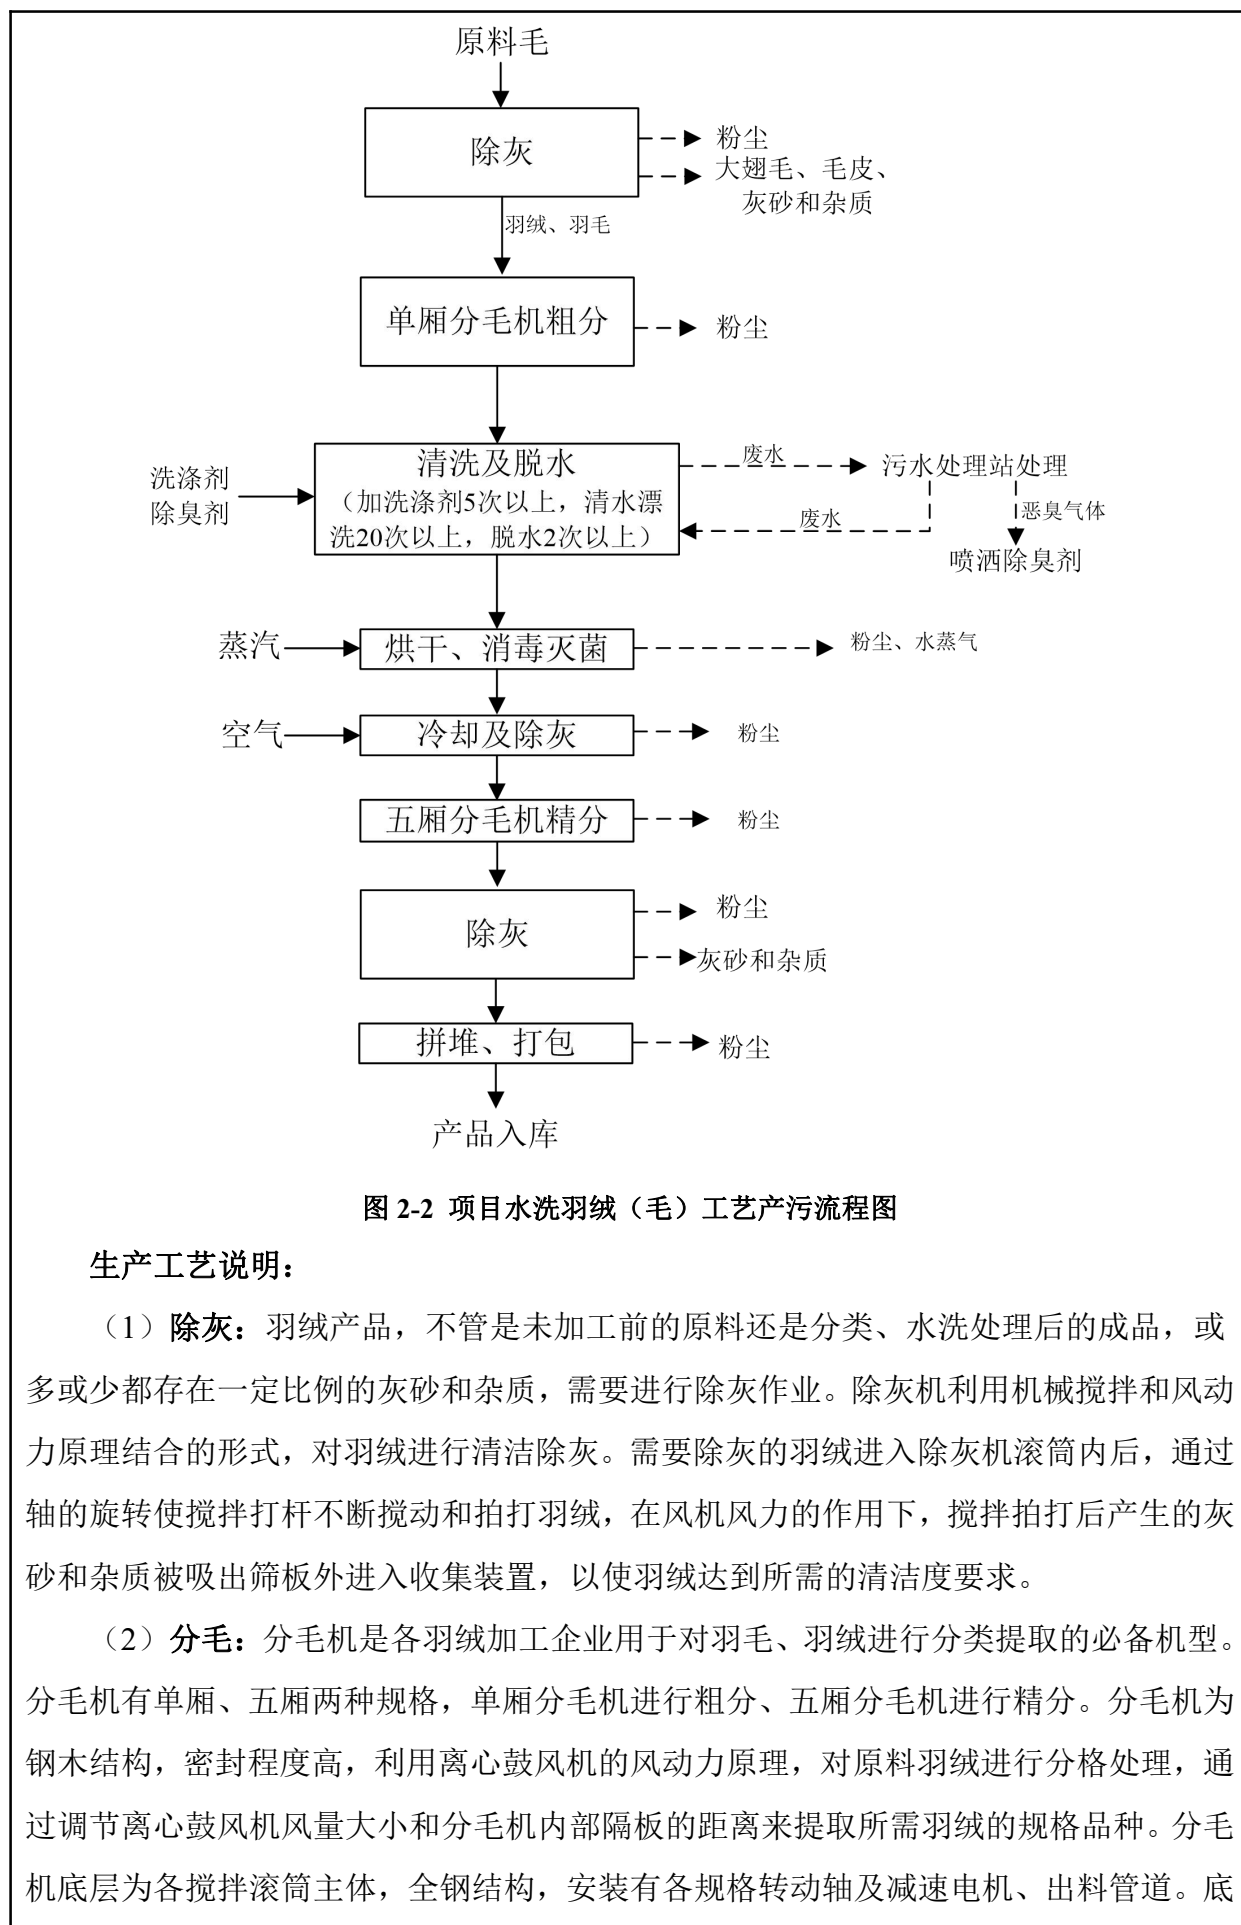 原料毛
除灰
粉尘
大翅毛、毛皮、
灰砂和杂质
羽绒、羽毛
单厢分毛机粗分
粉尘
洗涤剂
除臭剂
清洗及脱水
（加洗涤剂5次以上，清水漂
洗20次以上，脱水2次以上）
废水
污水处理站处理
废水
恶臭气体
喷洒除臭剂
蒸汽
烘干、消毒灭菌
粉尘、水蒸气
空气
冷却及除灰
粉尘
五厢分毛机精分
粉尘
除灰
粉尘
灰砂和杂质
拼堆、打包
粉尘
产品入库
图 2-2 项目水洗羽绒（毛）工艺产污流程图
生产工艺说明：
（1）除灰：羽绒产品，不管是未加工前的原料还是分类、水洗处理后的成品，或
多或少都存在一定比例的灰砂和杂质，需要进行除灰作业。除灰机利用机械搅拌和风动
力原理结合的形式，对羽绒进行清洁除灰。需要除灰的羽绒进入除灰机滚筒内后，通过
轴的旋转使搅拌打杆不断搅动和拍打羽绒，在风机风力的作用下，搅拌拍打后产生的灰
砂和杂质被吸出筛板外进入收集装置，以使羽绒达到所需的清洁度要求。
（2）分毛：分毛机是各羽绒加工企业用于对羽毛、羽绒进行分类提取的必备机型。
分毛机有单厢、五厢两种规格，单厢分毛机进行粗分、五厢分毛机进行精分。分毛机为
钢木结构，密封程度高，利用离心鼓风机的风动力原理，对原料羽绒进行分格处理，通
过调节离心鼓风机风量大小和分毛机内部隔板的距离来提取所需羽绒的规格品种。分毛
机底层为各搅拌滚筒主体，全钢结构，安装有各规格转动轴及减速电机、出料管道。底